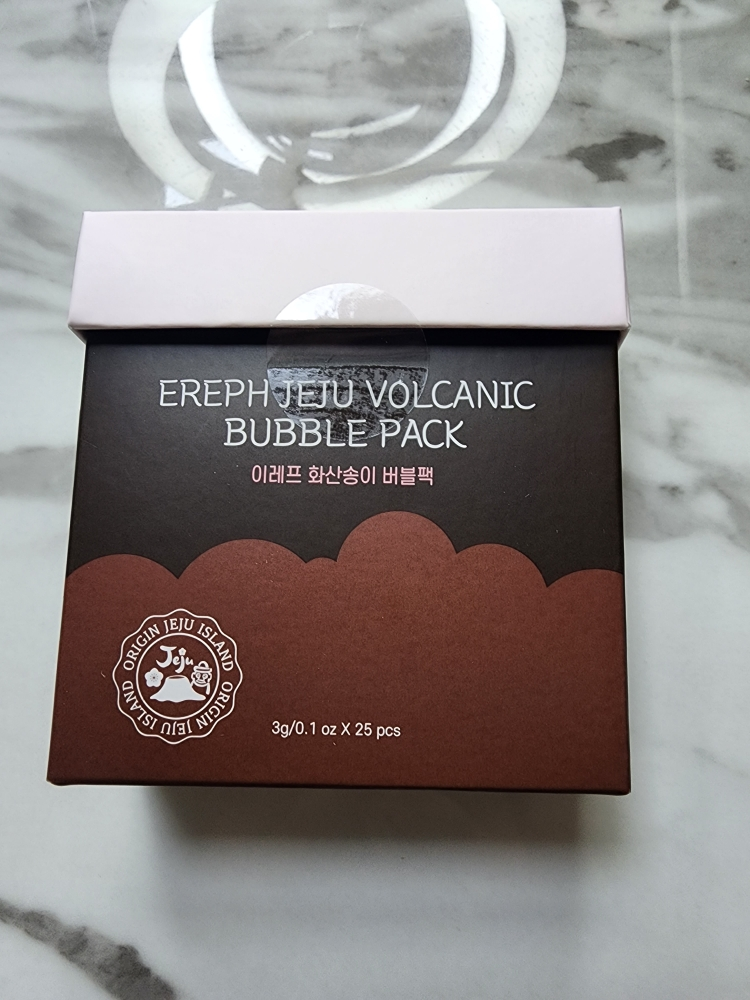 EREPH JEJU VOLCANIC
BUBBLE PACK
이레프 화산송이 버블팩
ORIGIN JEJU ISLAND ORIGIN JEJU ISLAND
Jeju
3g/0.1 oz X 25 pcs